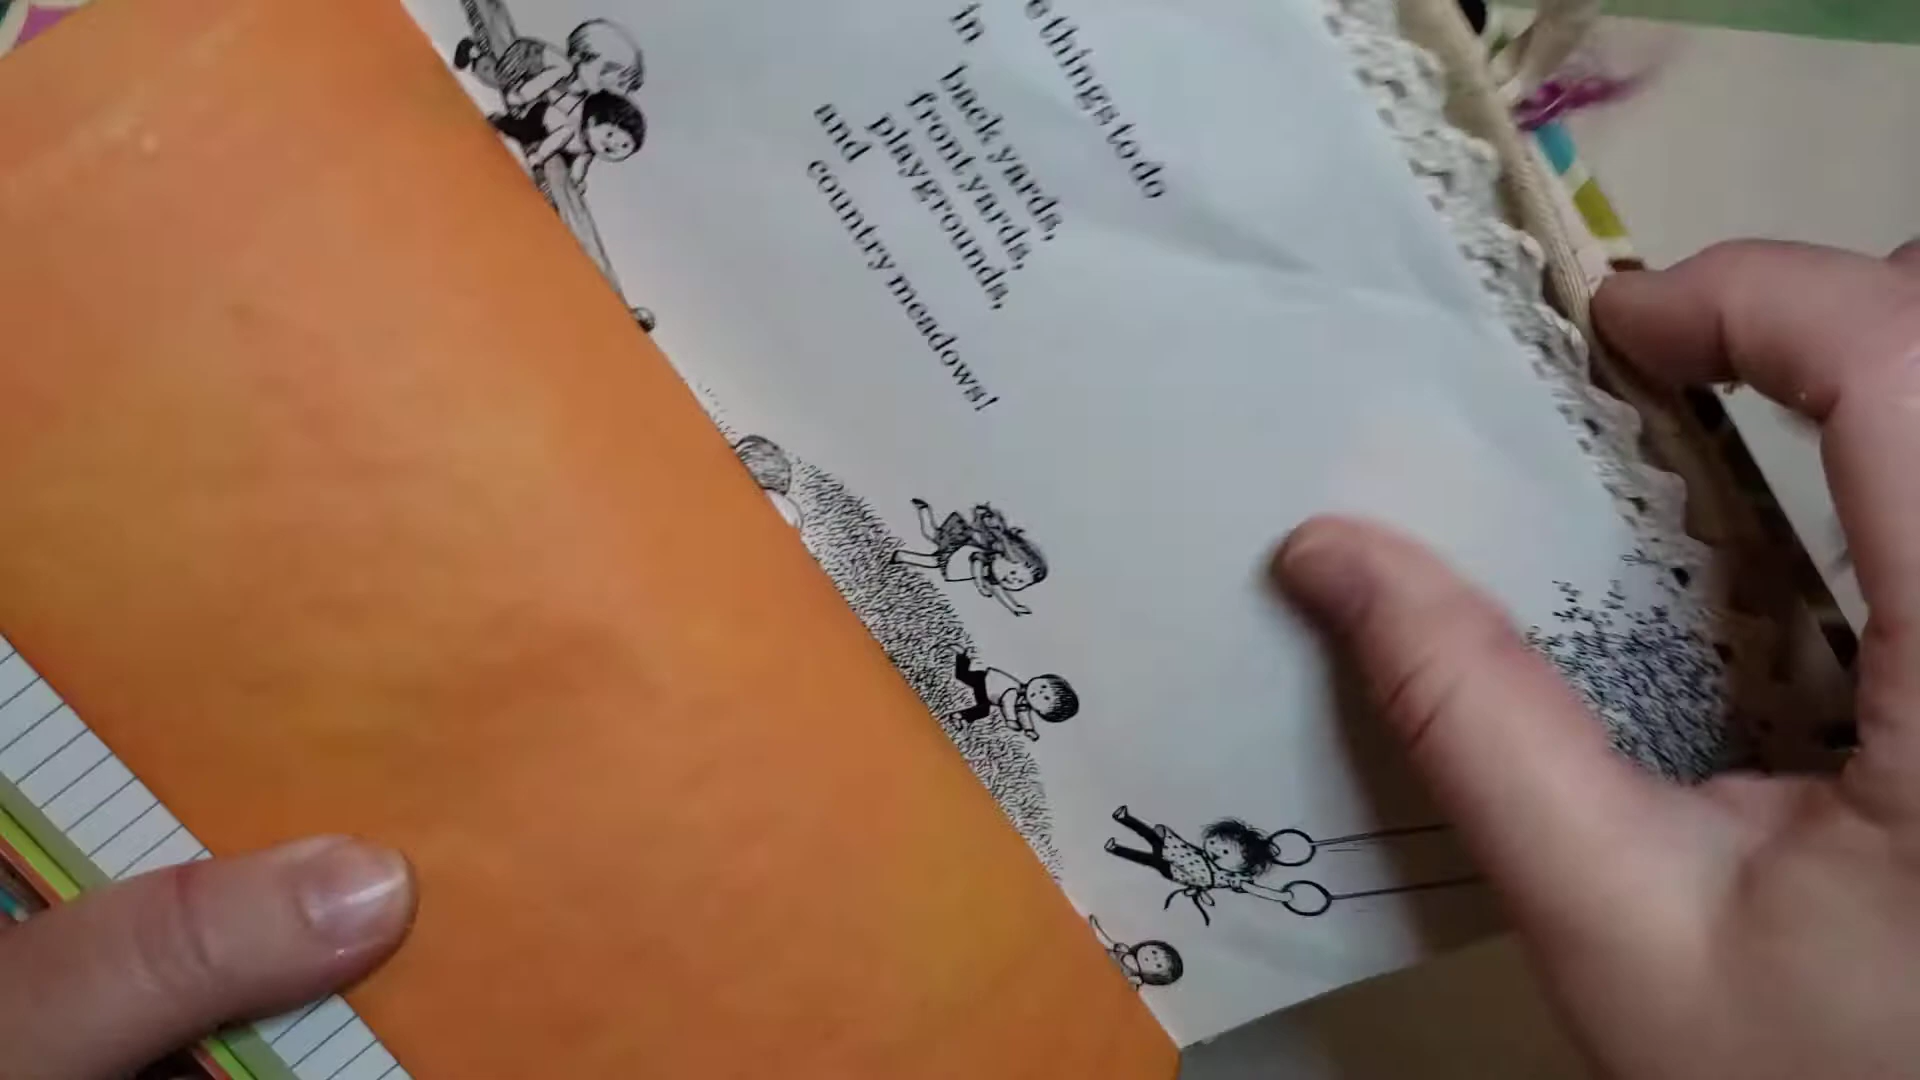 things to do
in
back yards,
front yards,
playgrounds,
and
country meadows!